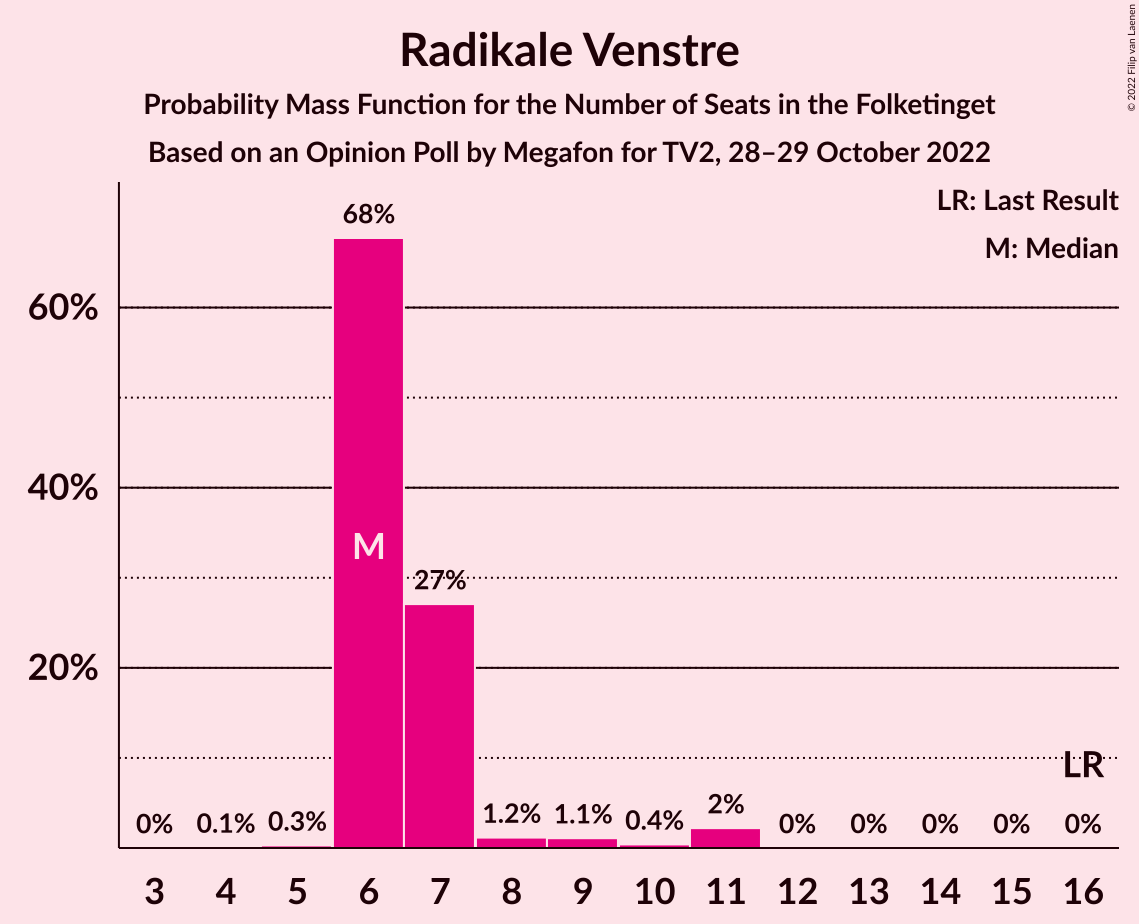 Radikale Venstre
Probability Mass Function for the Number of Seats in the Folketinget
Based on an Opinion Poll by Megafon for TV2, 28–29 October 2022
© 2022 Filip van Laenen
LR: Last Result
M: Median
68%
60%
40%
M
27%
20%
LR
0% 0.1% 0.3% 1.2% 1.1% 0.4% 2% 0% 0% 0% 0% 0%
3 4 5 6 7 8 9 10 11 12 13 14 15 16